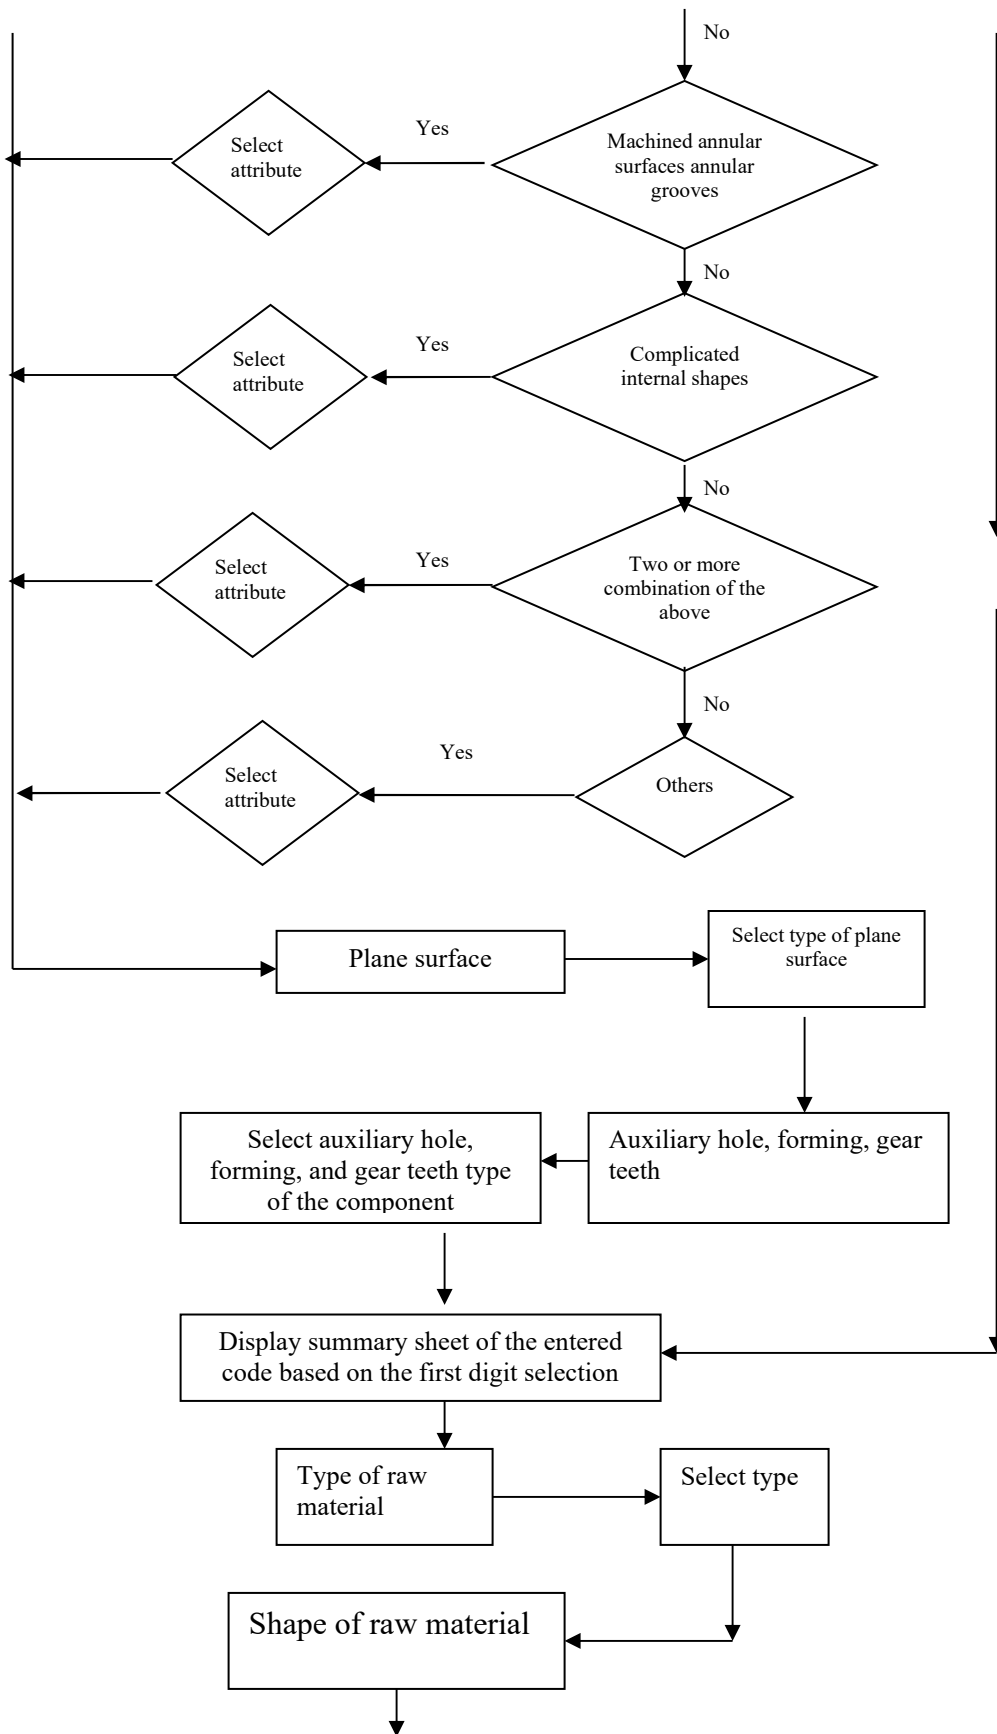 No
Yes
Select
attribute
Machined annular
surfaces annular
grooves
No
Yes
Select
attribute
Complicated
internal shapes
No
Yes
Select
attribute
Two or more
combination of the
above
No
Yes
Select
attribute
Others
Plane surface
Select type of plane
surface
Select auxiliary hole,
forming, and gear teeth type
of the component
Auxiliary hole, forming, gear
teeth
Display summary sheet of the entered
code based on the first digit selection
Type of raw
material
Select type
Shape of raw material